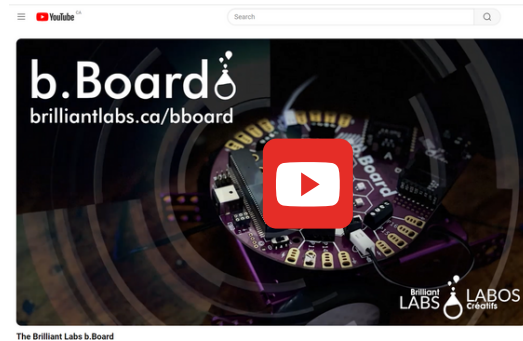 YouTube CA
Search
b.Board
brilliantlabs.ca/bboard
b.Board
A
Brilliant
LABS
LABOS
Créatifs
The Brilliant Labs b.Board